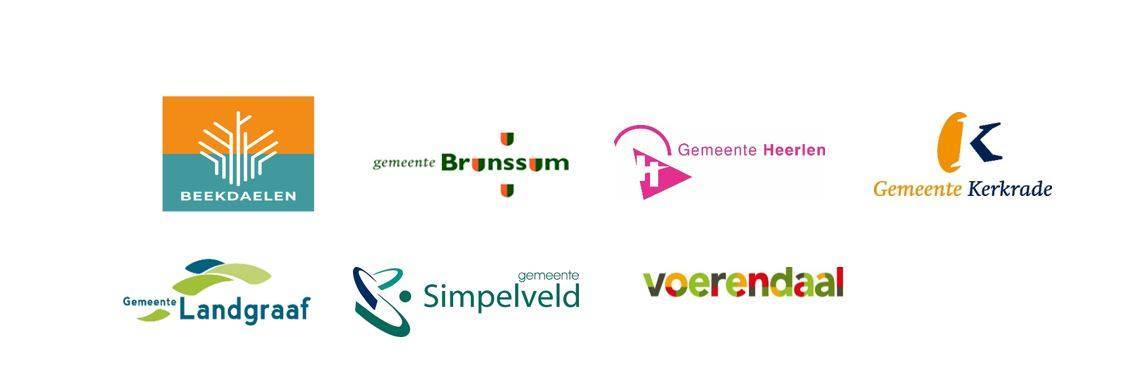 BEEKDAELEN
gemeente Brunssum
Gemeente Heerlen
H
K
Gemeente Kerkrade
Gemeente Landgraaf
gemeente
Simpelveld
voerendaal